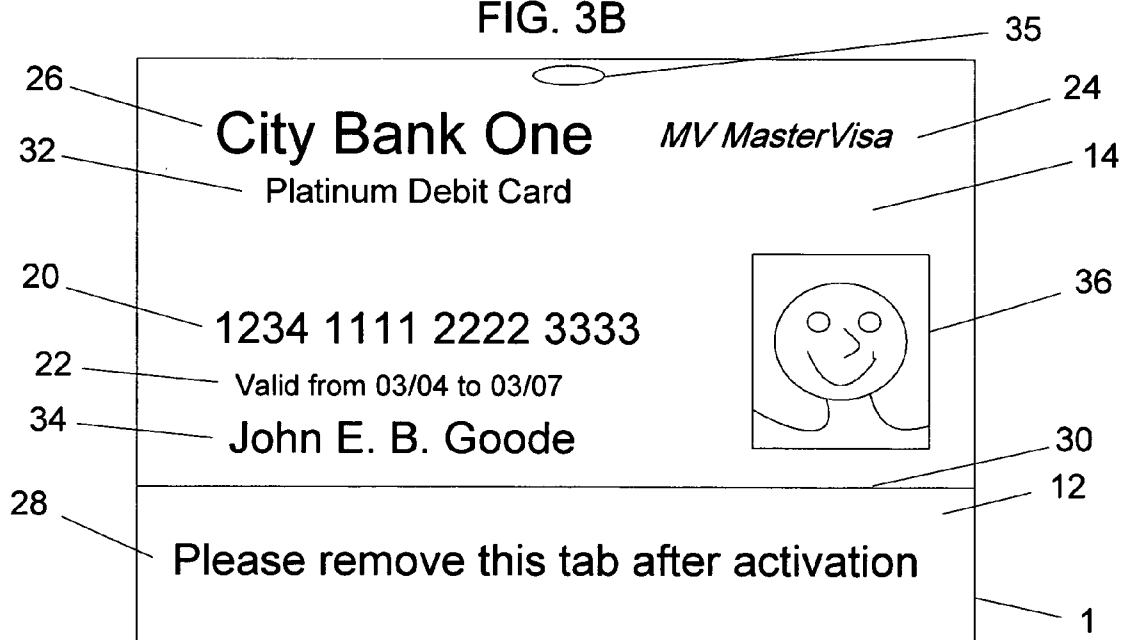 FIG. 3B
35
26
City Bank One MV MasterVisa
24
32
Platinum Debit Card
14
20
1234 1111 2222 3333
36
22
Valid from 03/04 to 03/07
34
John E. B. Goode
30
12
28
Please remove this tab after activation
1